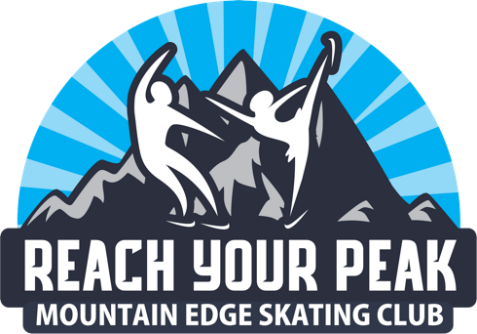 REACH YOUR PEAK
MOUNTAIN EDGE SKATING CLUB